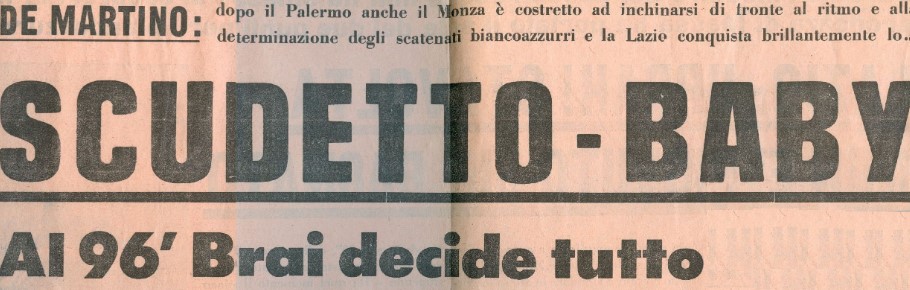 DE MARTINO:
dopo il Palermo anche il Monza è costretto ad inchinarsi di fronte al ritmo e all
determinazione degli scatenati biancoazzurri e la Lazio conquista brillantemente lo..
SCUDETTO-BABY
Al 96' Brai decide tutto